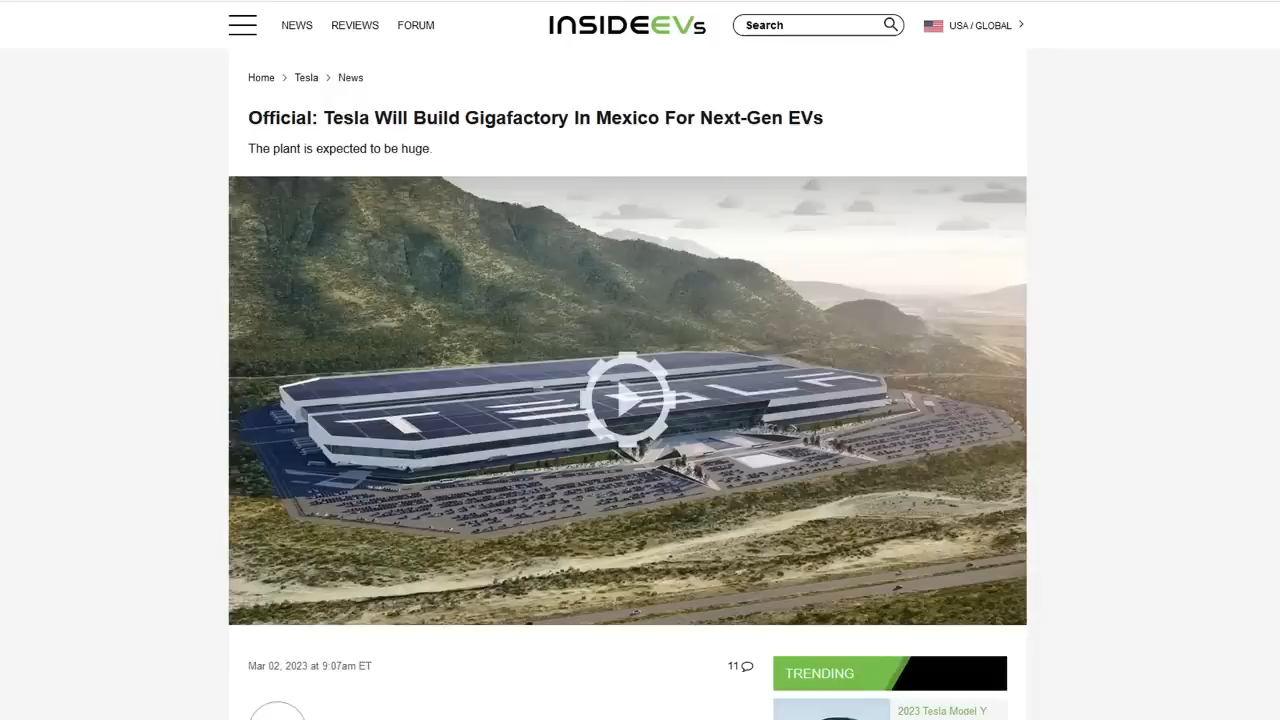 NEWS REVIEWS FORUM INSIDEEVs Search USA / GLOBAL
Home > Tesla > News
Official: Tesla Will Build Gigafactory In Mexico For Next-Gen EVs
The plant is expected to be huge.
TESLA
Mar 02, 2023 at 9:07am ET 11
TRENDING
2023 Tesla Model Y